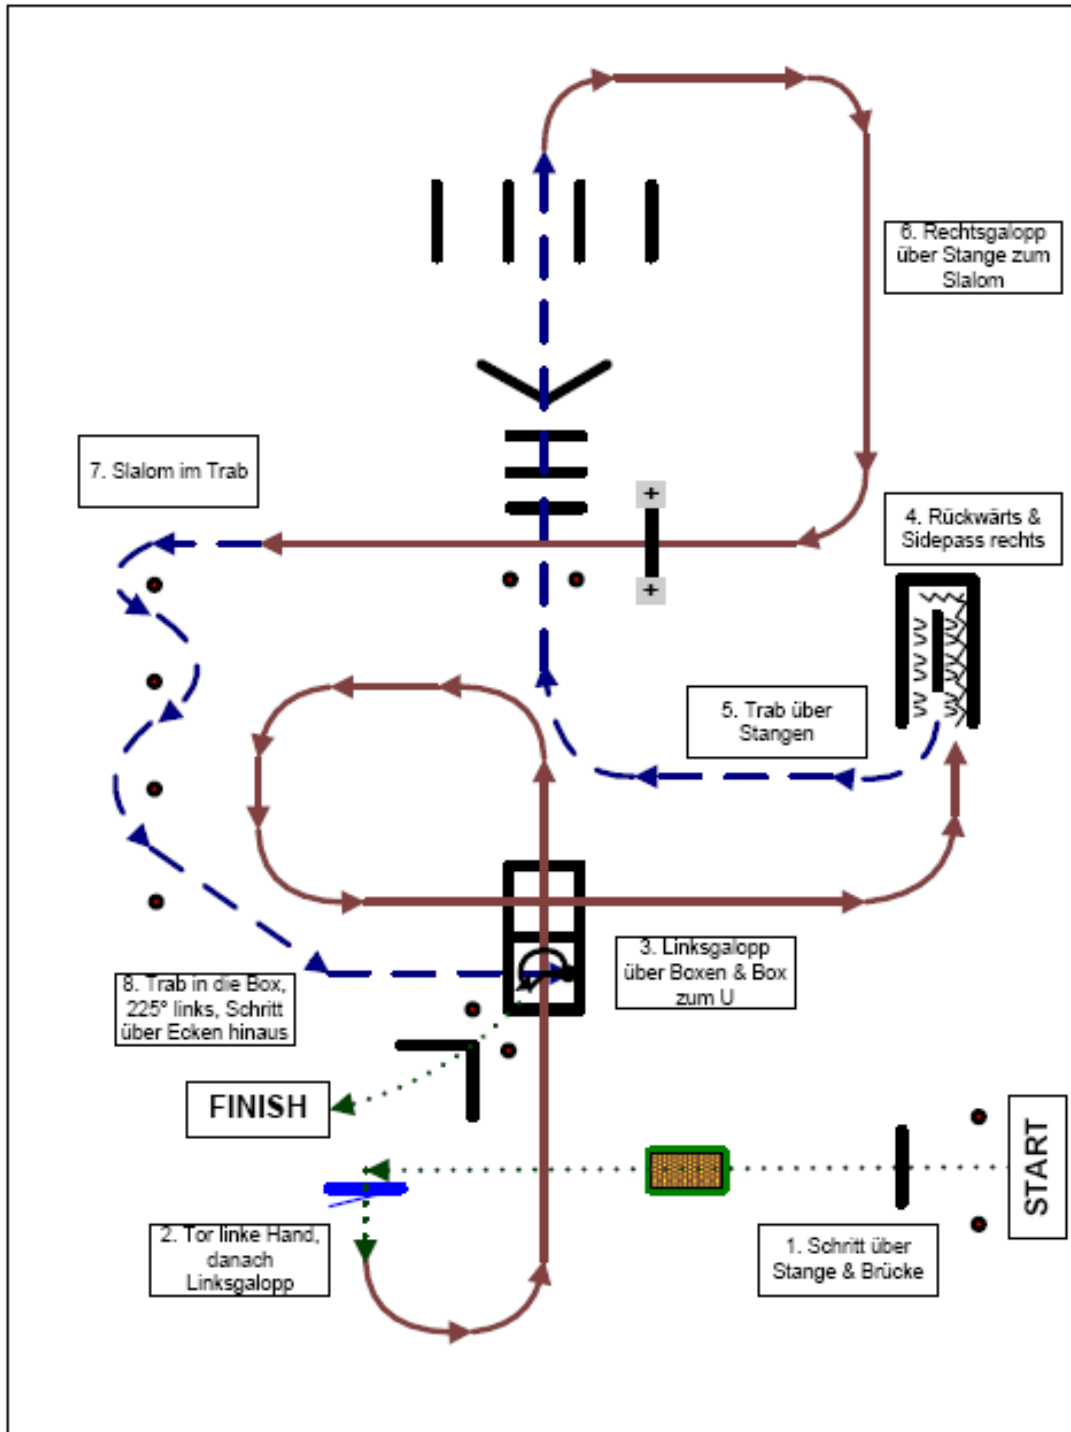 6. Rechtsgalopp
über Stange zum
Slalom
7. Slalom im Trab
4. Rückwärts &
Sidepass rechts
5. Trab über
Stangen
3. Linksgalopp
über Boxen & Box
zum U
8. Trab in die Box,
225° links, Schritt
über Ecken hinaus
FINISH
START
2. Tor linke Hand,
danach
Linksgalopp
1. Schritt über
Stange & Brücke